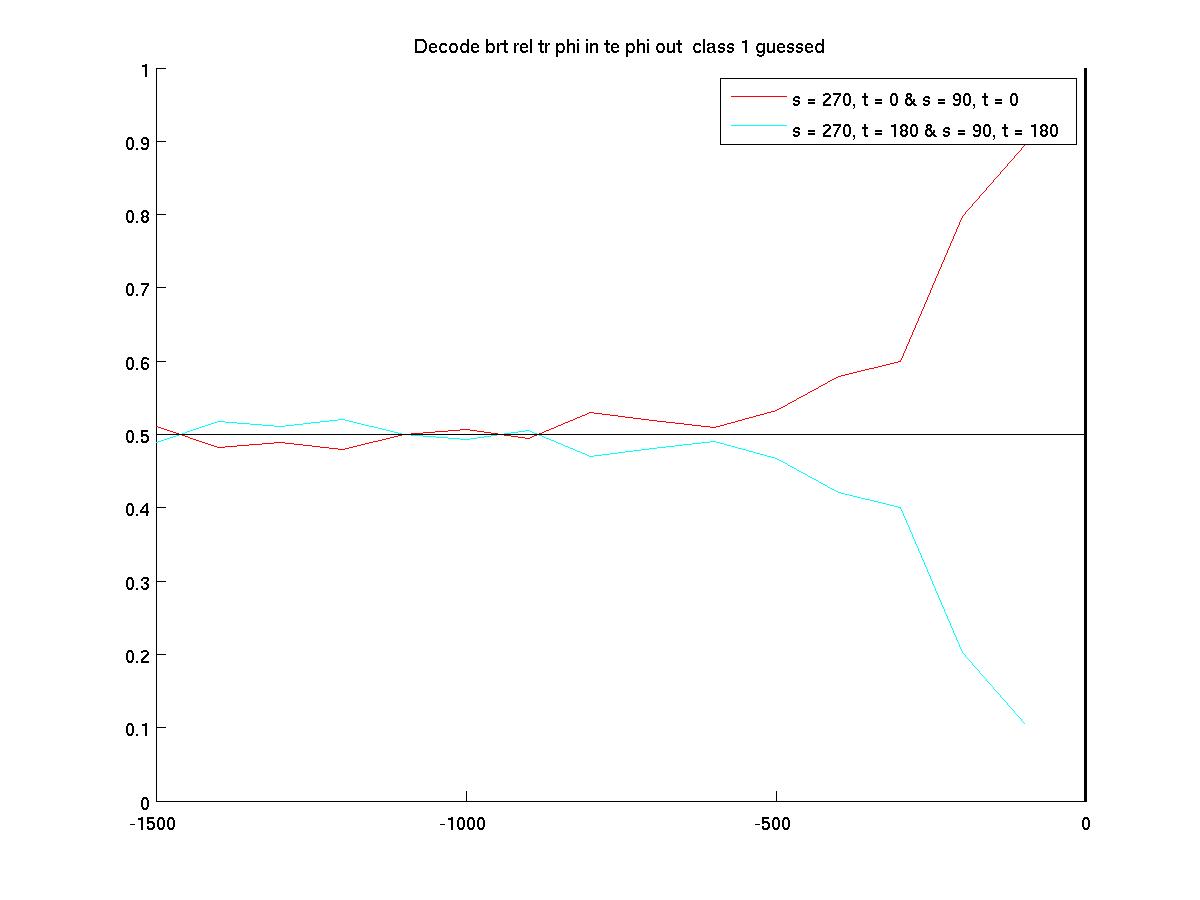 Decode brt rel tr phi in te phi out  class 1 guessed
s = 270, t = 0 & s = 90, t = 0
s = 270, t = 180 & s = 90, t = 180
1
0.9
0.8
0.7
0.6
0.5
0.4
0.3
0.2
0.1
0
-1500 -1000 -500 0